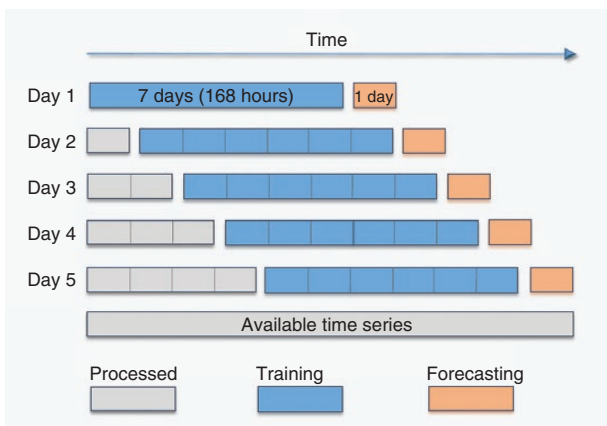 Time
Day 1 7 days (168 hours) 1 day
Day 2
Day 3
Day 4
Day 5
Available time series
Processed Training Forecasting